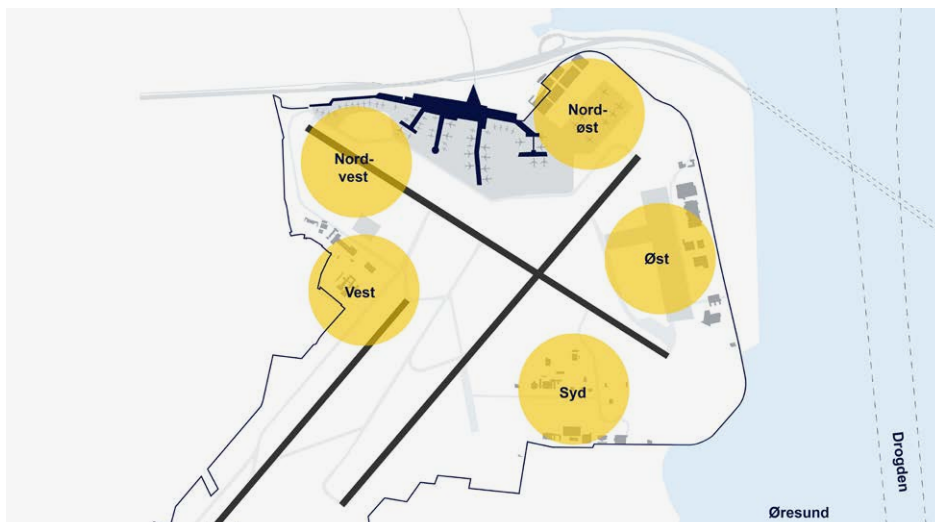 Nord-
øst
Nord-
vest
Øst
Vest
Syd
Drogden
Øresund